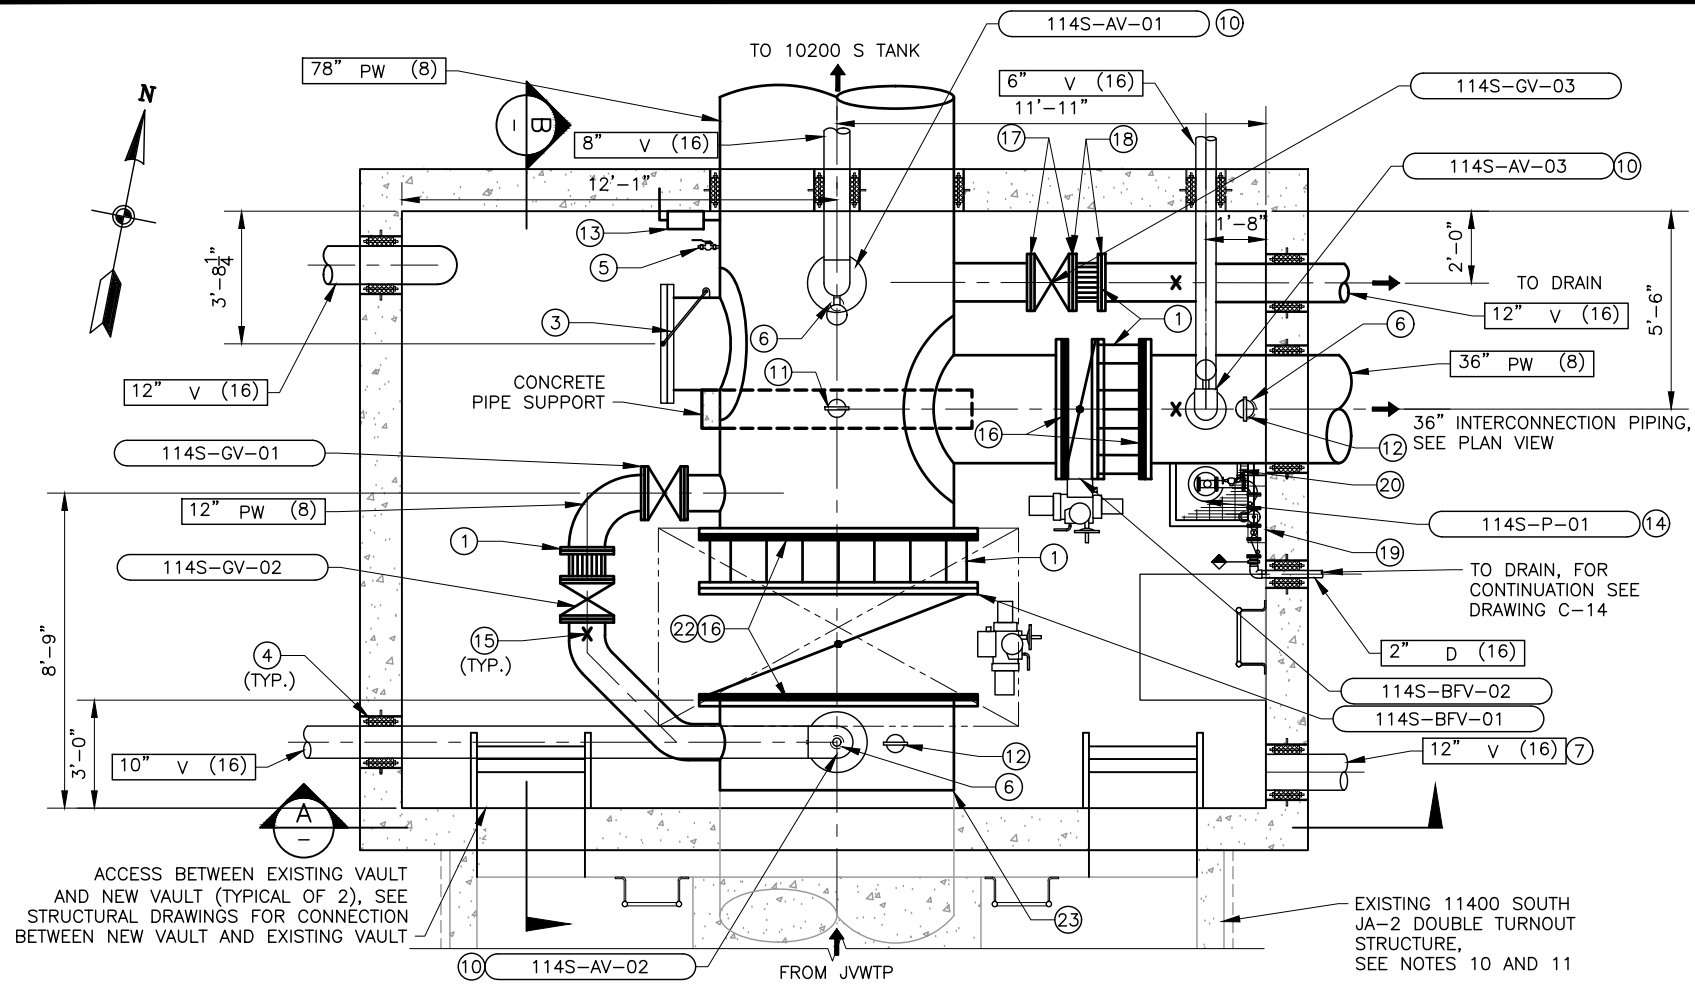 114S-AV-01 10
TO 10200 S TANK
78" PW (8)
6" V (16)
11'-11"
114S-GV-03
N
B
-
8" V (16)
17
18
114S-AV-03 10
12'-1"
13
1'-8"
5
3'-8 1/4"
2'-0"
5'-6"
TO DRAIN
12" V (16)
3
6
1
6
11
36" PW (8)
12" V (16)
CONCRETE
PIPE SUPPORT
16
12
36" INTERCONNECTION PIPING,
SEE PLAN VIEW
114S-GV-01
20
12" PW (8)
114S-P-01 14
1
1
19
114S-GV-02
TO DRAIN, FOR
CONTINUATION SEE
DRAWING C-14
8'-9"
22 16
15
(TYP.)
4
(TYP.)
2" D (16)
114S-BFV-02
114S-BFV-01
3'-0"
10" V (16)
12
12" V (16) 7
6
A
-
ACCESS BETWEEN EXISTING VAULT
AND NEW VAULT (TYPICAL OF 2), SEE
STRUCTURAL DRAWINGS FOR CONNECTION
BETWEEN NEW VAULT AND EXISTING VAULT
23
EXISTING 11400 SOUTH
JA-2 DOUBLE TURNOUT
STRUCTURE,
SEE NOTES 10 AND 11
10 114S-AV-02
FROM JVWTP